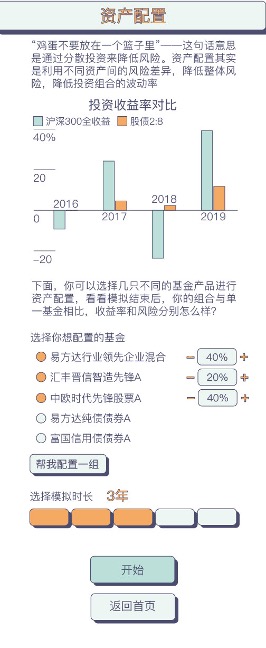 资产配置
“鸡蛋不要放在一个篮子里”——这句话意思
是通过分散投资来降低风险。资产配置其实
是利用不同资产间的风险差异，降低整体风
险，降低投资组合的波动率
投资收益率对比
沪深300全收益 股债2:8
40%
20
0
-20
2016
2017
2018
2019
下面，你可以选择几只不同的基金产品进行
资产配置，看看模拟结束后，你的组合与单
一基金相比，收益率和风险分别怎么样？
选择你想配置的基金
易方达行业领先企业混合 － 40% ＋
汇丰晋信智造先锋A － 20% ＋
中欧时代先锋股票A － 40% ＋
易方达纯债债券A
富国信用债债券A
帮我配置一组
选择模拟时长 3年
开始
返回首页